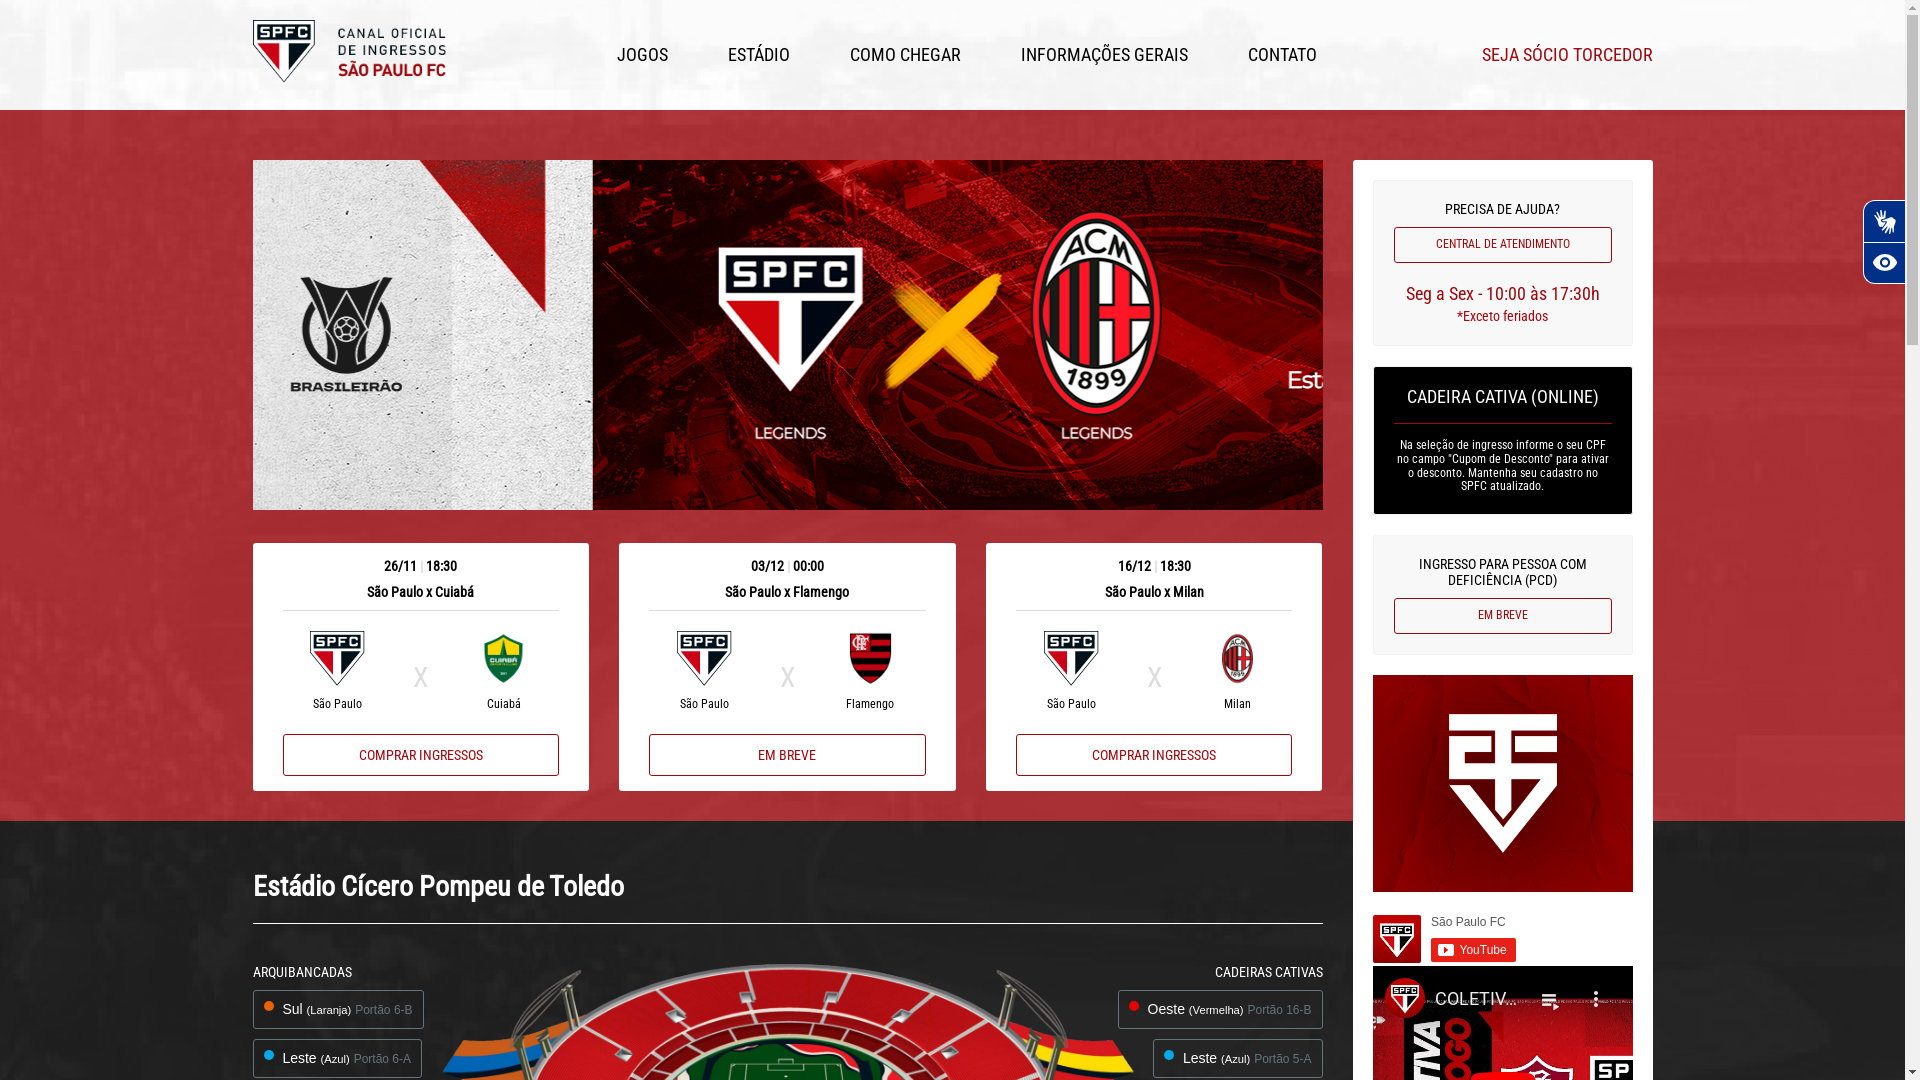 SPFC
CANAL OFICIAL
DE INGRESSOS
SÃO PAULO FC
JOGOS
ESTÁDIO
COMO CHEGAR
INFORMAÇÕES GERAIS
CONTATO
SEJA SÓCIO TORCEDOR
BRASILEIRÃO
SPFC
LEGENDS
ACM
1899
LEGENDS
26/11 | 18:30
São Paulo x Cuiabá
SPFC
X
CUIABÁ
São Paulo
Cuiabá
COMPRAR INGRESSOS
03/12 | 00:00
São Paulo x Flamengo
SPFC
X
São Paulo
Flamengo
EM BREVE
16/12 | 18:30
São Paulo x Milan
SPFC
X
São Paulo
Milan
COMPRAR INGRESSOS
PRECISA DE AJUDA?
CENTRAL DE ATENDIMENTO
Seg a Sex - 10:00 às 17:30h
*Exceto feriados
CADEIRA CATIVA (ONLINE)
Na seleção de ingresso informe o seu CPF
no campo "Cupom de Desconto" para ativar
o desconto. Mantenha seu cadastro no
SPFC atualizado.
INGRESSO PARA PESSOA COM
DEFICIÊNCIA (PCD)
EM BREVE
São Paulo FC
SPFC
YouTube
COLETIV...
SPFC
Estádio Cícero Pompeu de Toledo
ARQUIBANCADAS
Sul (Laranja) Portão 6-B
Leste (Azul) Portão 6-A
CADEIRAS CATIVAS
Oeste (Vermelha) Portão 16-B
Leste (Azul) Portão 5-A